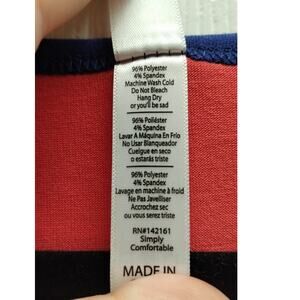 96% Polyester
4% Spandex
Machine Wash Cold
Do Not Bleach
Hang Dry
or you'll be sad
96% Poliéster
4% Spandex
Lavar A Máquina En Frio
No Usar Blanqueador
Cuelgue en seco
o estarás triste
96% Polyester
4% Spandex
Lavage en machine à froid
Ne Pas Javelliser
Accrochez sec
ou vous serez triste
RN#142161
Simply
Comfortable
MADE IN